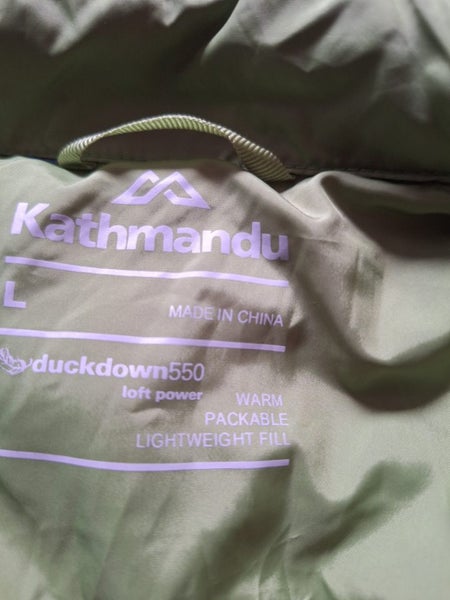 Kathmandu
L
MADE IN CHINA
duckdown550
loft power
WARM
PACKABLE
LIGHTWEIGHT FILL